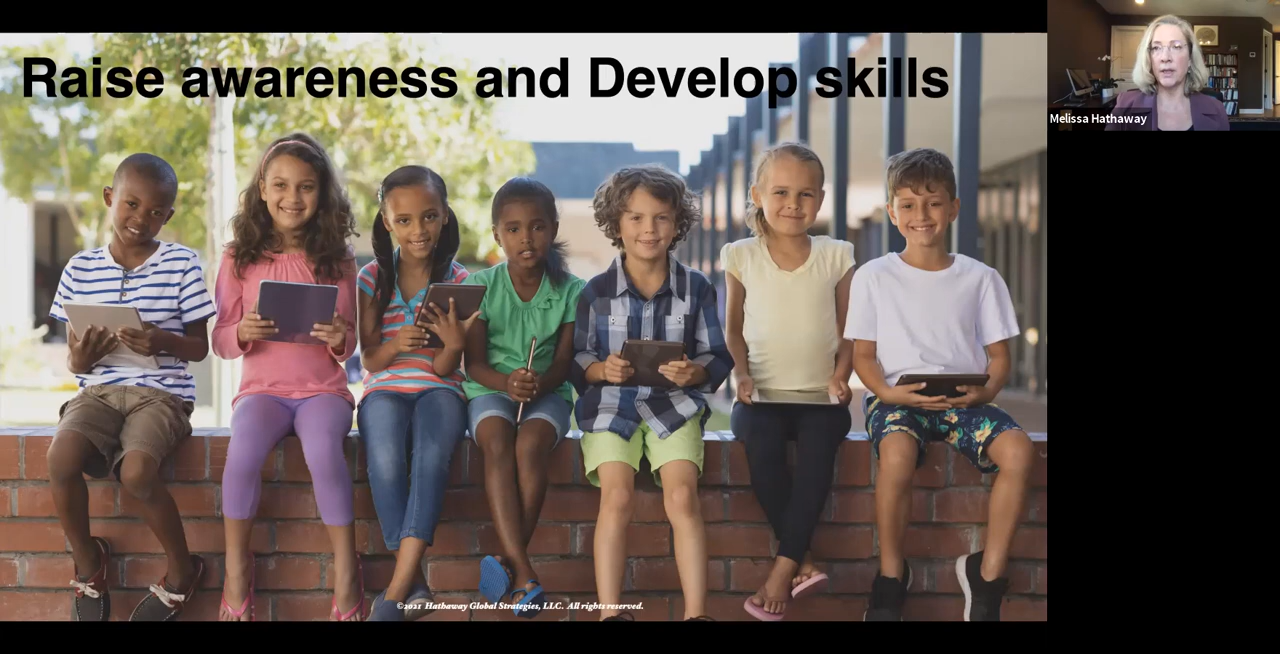 Raise awareness and Develop skills
Melissa Hathaway
©2021 Hathaway Global Strategies, LLC. All rights reserved.